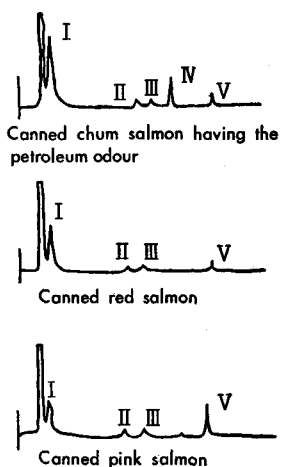 I
II III IV V
Canned chum salmon having the
petroleum odour
I
II III V
Canned red salmon
I
II III V
Canned pink salmon